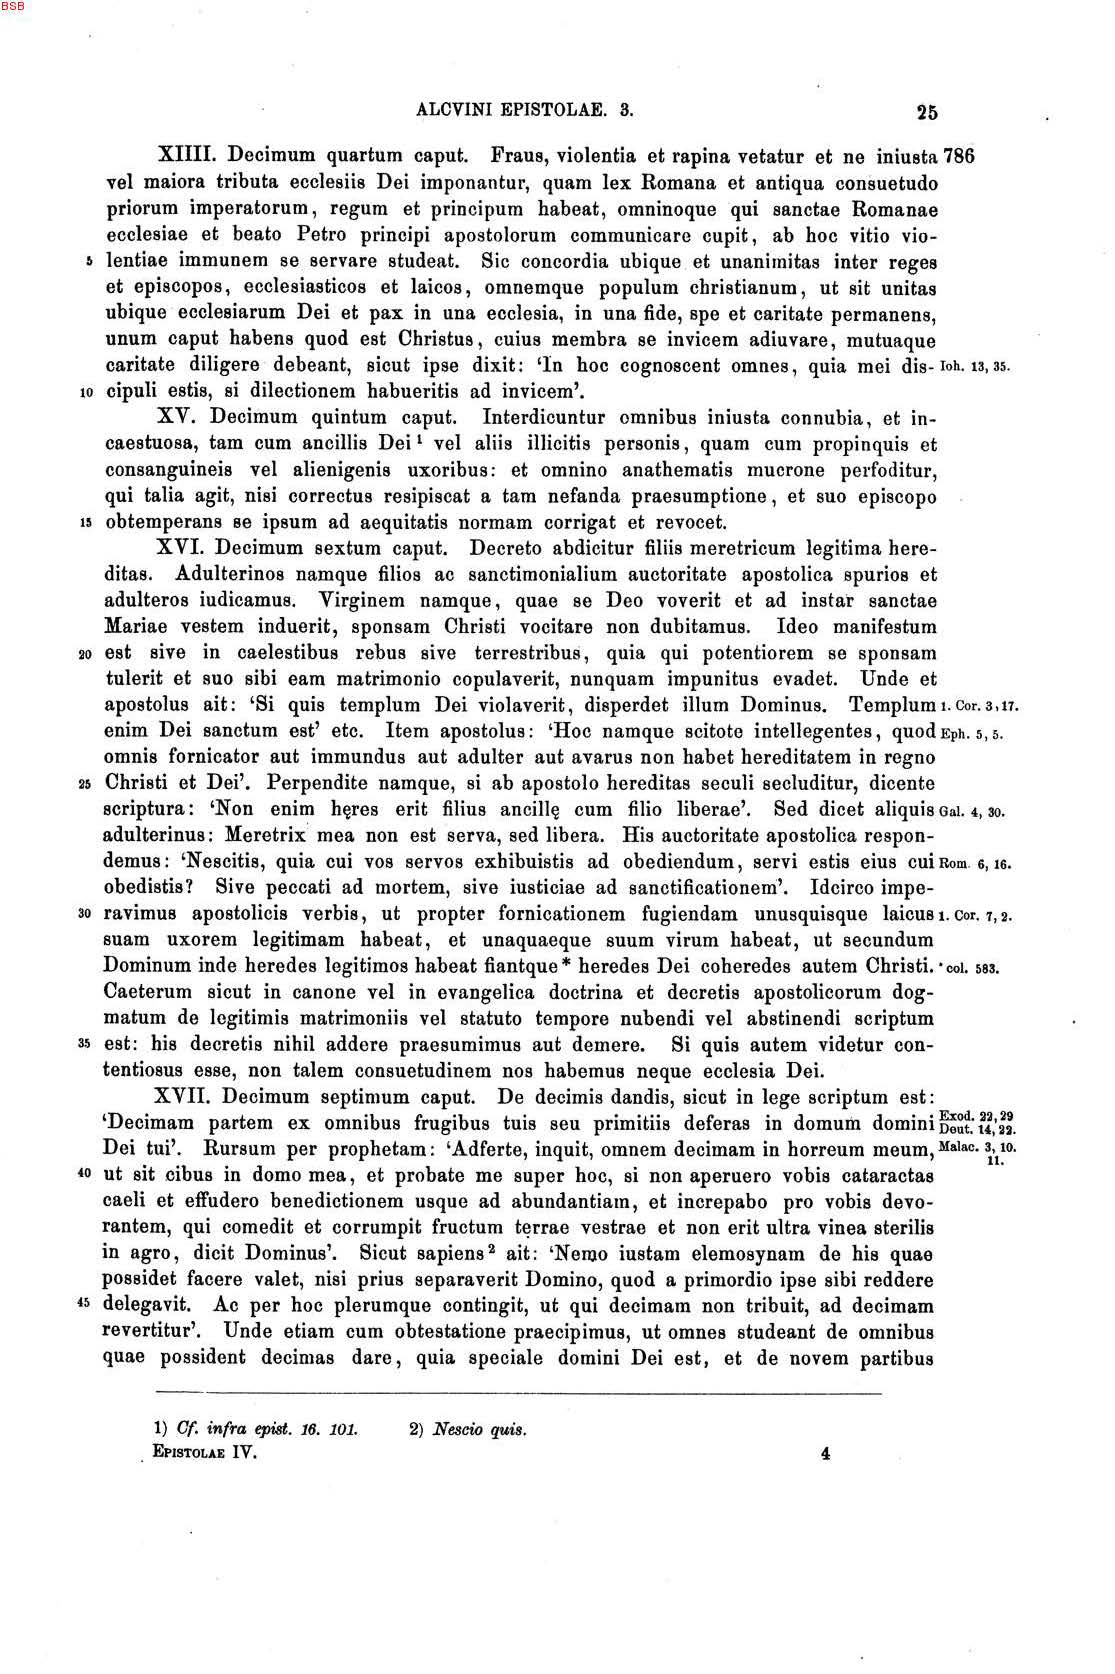 BSB
ALCVINI EPISTOLAE. 3. 25
XIIII. Decimum quartum caput. Fraus, violentia et rapina vetatur et ne iniusta 786
vel maiora tributa ecclesiis Dei imponantur, quam lex Romana et antiqua consuetudo
priorum imperatorum, regum et principum habeat, omninoque qui sanctae Romanae
ecclesiae et beato Petro principi apostolorum communicare cupit, ab hoc vitio vio-
5 lentiae immunem se servare studeat. Sic concordia ubique et unanimitas inter reges
et episcopos, ecclesiasticos et laicos, omnemque populum christianum, ut sit unitas
ubique ecclesiarum Dei et pax in una ecclesia, in una fide, spe et caritate permanens,
unum caput habens quod est Christus, cuius membra se invicem adiuvare, mutuaque
caritate diligere debeant, sicut ipse dixit: ‘In hoc cognoscent omnes, quia mei dis- Ioh. 13, 35.
10 cipuli estis, si dilectionem habueritis ad invicem’.
XV. Decimum quintum caput. Interdicuntur omnibus iniusta connubia, et in-
caestuosa, tam cum ancillis Dei¹ vel aliis illicitis personis, quam cum propinquis et
consanguineis vel alienigenis uxoribus: et omnino anathematis mucrone perfoditur,
qui talia agit, nisi correctus resipiscat a tam nefanda praesumptione, et suo episcopo
15 obtemperans se ipsum ad aequitatis normam corrigat et revocet.
XVI. Decimum sextum caput. Decreto abdicitur filiis meretricum legitima here-
ditas. Adulterinos namque filios ac sanctimonialium auctoritate apostolica spurios et
adulteros iudicamus. Virginem namque, quae se Deo voverit et ad instar sanctae
Mariae vestem induerit, sponsam Christi vocitare non dubitamus. Ideo manifestum
20 est sive in caelestibus rebus sive terrestribus, quia qui potentiorem se sponsam
tulerit et suo sibi eam matrimonio copulaverit, nunquam impunitus evadet. Unde et
apostolus ait: ‘Si quis templum Dei violaverit, disperdet illum Dominus. Templum 1. Cor. 3, 17.
enim Dei sanctum est’ etc. Item apostolus: ‘Hoc namque scitote intellegentes, quod Eph. 5, 5.
omnis fornicator aut immundus aut adulter aut avarus non habet hereditatem in regno
25 Christi et Dei’. Perpendite namque, si ab apostolo hereditas seculi secluditur, dicente
scriptura: ‘Non enim hęres erit filius ancillę cum filio liberae’. Sed dicet aliquis Gal. 4, 30.
adulterinus: Meretrix mea non est serva, sed libera. His auctoritate apostolica respon-
demus: ‘Nescitis, quia cui vos servos exhibuistis ad obediendum, servi estis eius cui Rom. 6, 16.
obedistis? Sive peccati ad mortem, sive iusticiae ad sanctificationem’. Idcirco impe-
30 ravimus apostolicis verbis, ut propter fornicationem fugiendam unusquisque laicus 1. Cor. 7, 2.
suam uxorem legitimam habeat, et unaquaeque suum virum habeat, ut secundum
Dominum inde heredes legitimos habeat fiantque* heredes Dei coheredes autem Christi. * col. 583.
Caeterum sicut in canone vel in evangelica doctrina et decretis apostolicorum dog-
matum de legitimis matrimoniis vel statuto tempore nubendi vel abstinendi scriptum
35 est: his decretis nihil addere praesumimus aut demere. Si quis autem videtur con-
tentiosus esse, non talem consuetudinem nos habemus neque ecclesia Dei.
XVII. Decimum septimum caput. De decimis dandis, sicut in lege scriptum est:
‘Decimam partem ex omnibus frugibus tuis seu primitiis deferas in domum domini Exod. 22, 29 Deut. 14, 22.
Dei tui’. Rursum per prophetam: ‘Adferte, inquit, omnem decimam in horreum meum, Malac. 3, 10. 11.
40 ut sit cibus in domo mea, et probate me super hoc, si non aperuero vobis cataractas
caeli et effudero benedictionem usque ad abundantiam, et increpabo pro vobis devo-
rantem, qui comedit et corrumpit fructum terrae vestrae et non erit ultra vinea sterilis
in agro, dicit Dominus’. Sicut sapiens² ait: ‘Nemo iustam elemosynam de his quae
possidet facere valet, nisi prius separaverit Domino, quod a primordio ipse sibi reddere
45 delegavit. Ac per hoc plerumque contingit, ut qui decimam non tribuit, ad decimam
revertitur’. Unde etiam cum obtestatione praecipimus, ut omnes studeant de omnibus
quae possident decimas dare, quia speciale domini Dei est, et de novem partibus
1) Cf. infra epist. 16. 101. 2) Nescio quis.
EPISTOLAE IV. 4